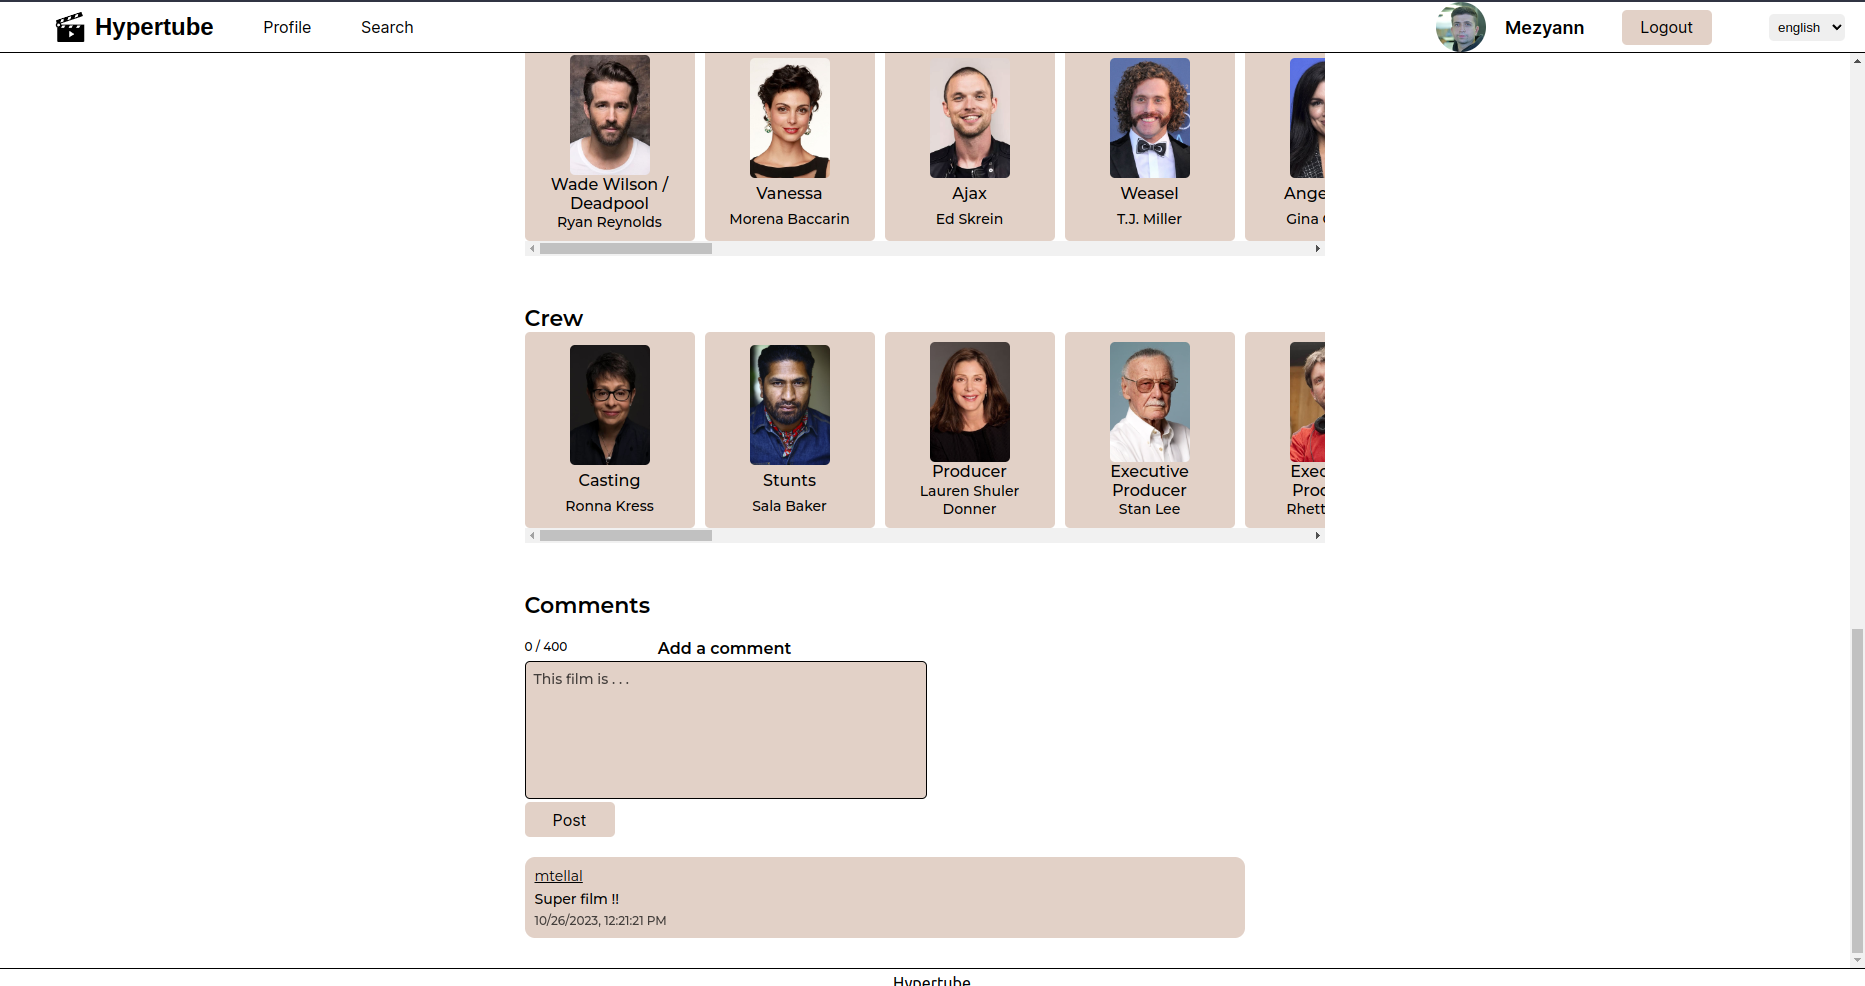 Hypertube
Profile
Search
Mezyann
Logout
english
Wade Wilson /
Deadpool
Ryan Reynolds
Vanessa
Morena Baccarin
Ajax
Ed Skrein
Weasel
T.J. Miller
Ange
Gina
Crew
Casting
Ronna Kress
Stunts
Sala Baker
Producer
Lauren Shuler
Donner
Executive
Producer
Stan Lee
Exec
Proc
Rhett
Comments
0 / 400
Add a comment
This film is . . .
Post
mtellal
Super film !!
10/26/2023, 12:21:21 PM
Hypertube